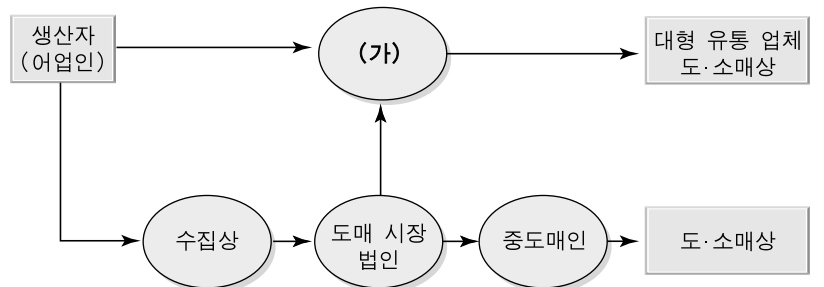 생산자
(어업인)
(가)
대형 유통 업체
도·소매상
수집상
도매 시장
법인
중도매인
도·소매상